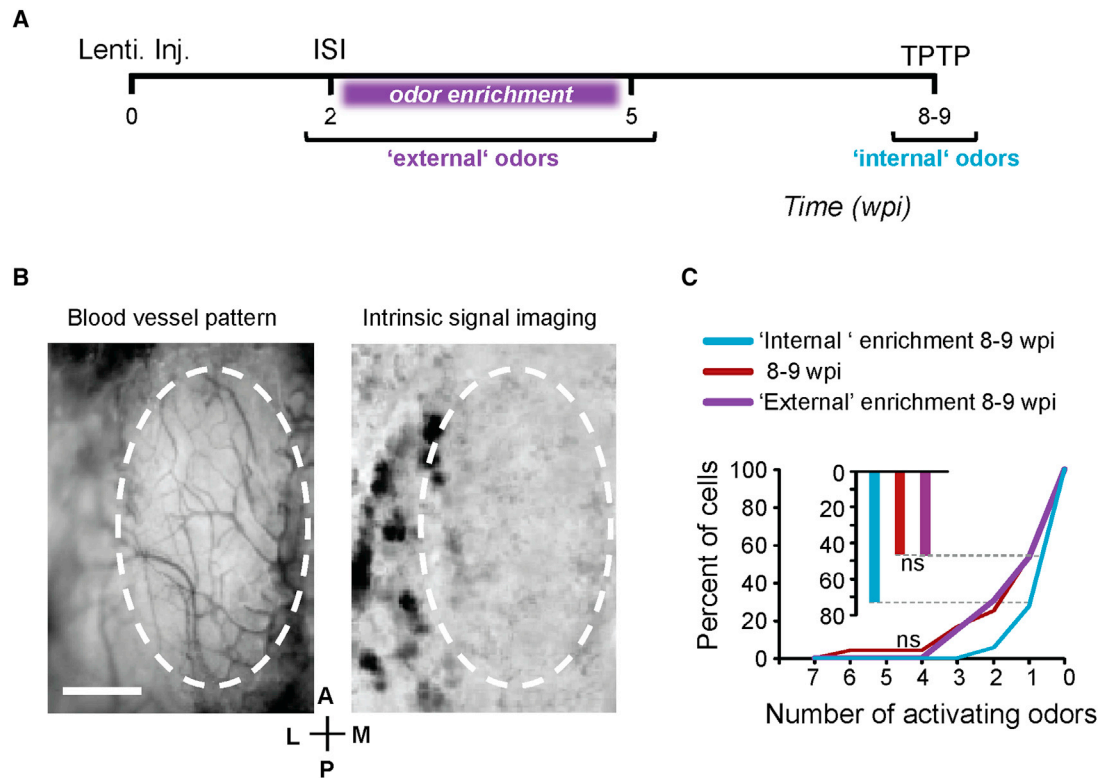 A
Lenti. Inj.
ISI
TPTP
odor enrichment
0
2
5
8-9
‘external‘ odors
‘internal‘ odors
Time (wpi)
B
Blood vessel pattern
Intrinsic signal imaging
A
L
M
P
C
‘Internal ‘ enrichment 8-9 wpi
8-9 wpi
‘External’ enrichment 8-9 wpi
Percent of cells
100
80
60
40
20
0
0
20
40
60
80
ns
ns
7 6 5 4 3 2 1 0
Number of activating odors